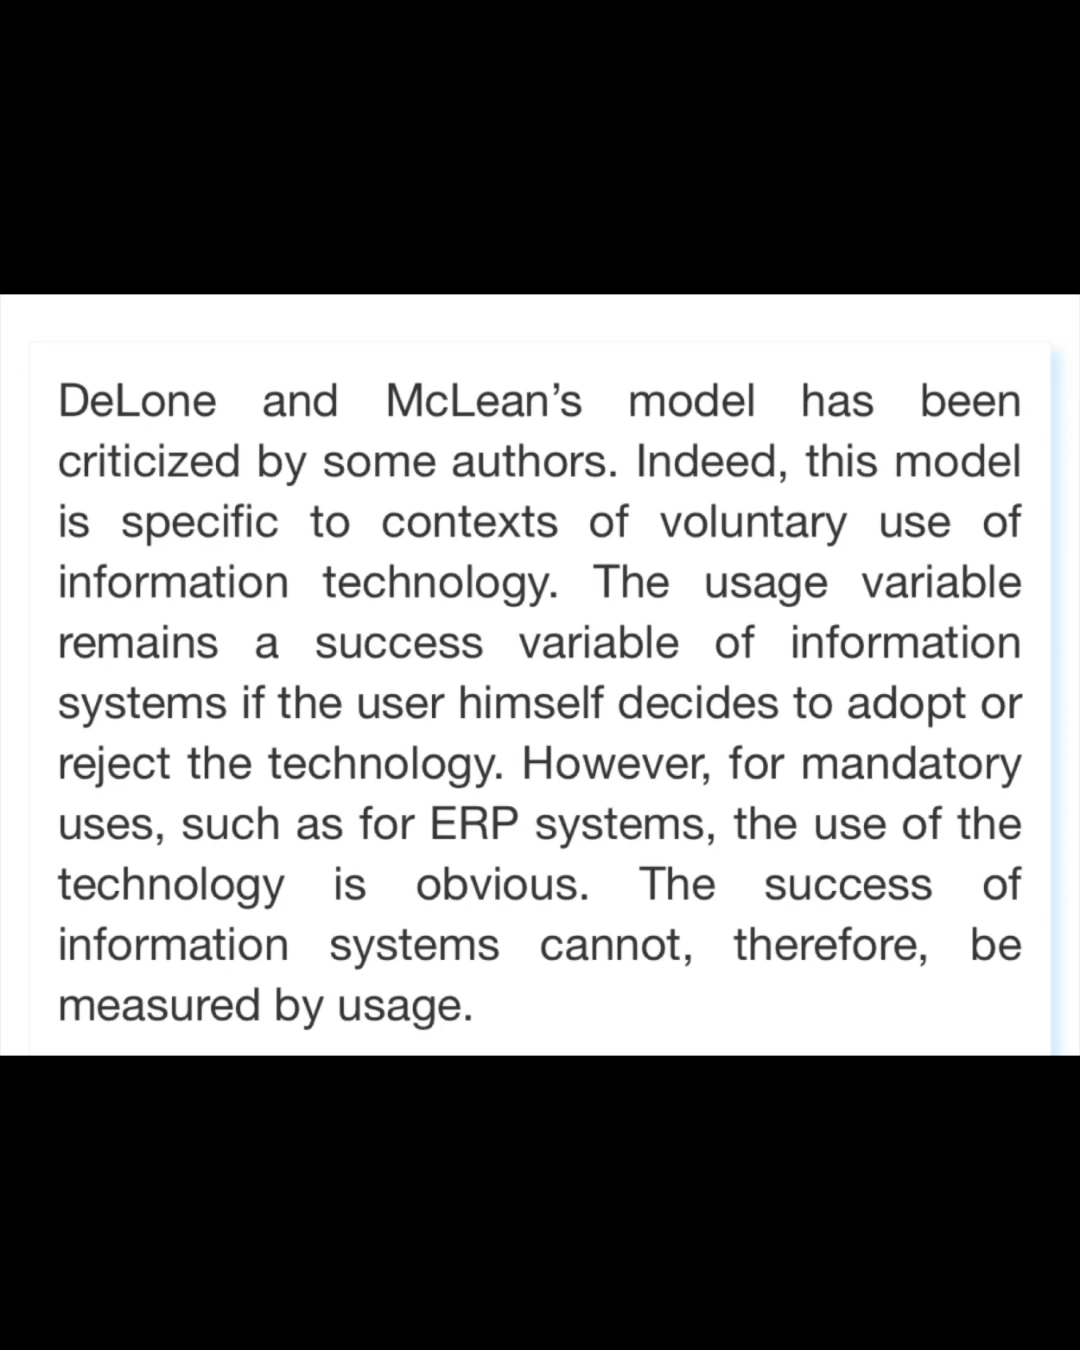 DeLone and McLean’s model has been
criticized by some authors. Indeed, this model
is specific to contexts of voluntary use of
information technology. The usage variable
remains a success variable of information
systems if the user himself decides to adopt or
reject the technology. However, for mandatory
uses, such as for ERP systems, the use of the
technology is obvious. The success of
information systems cannot, therefore, be
measured by usage.